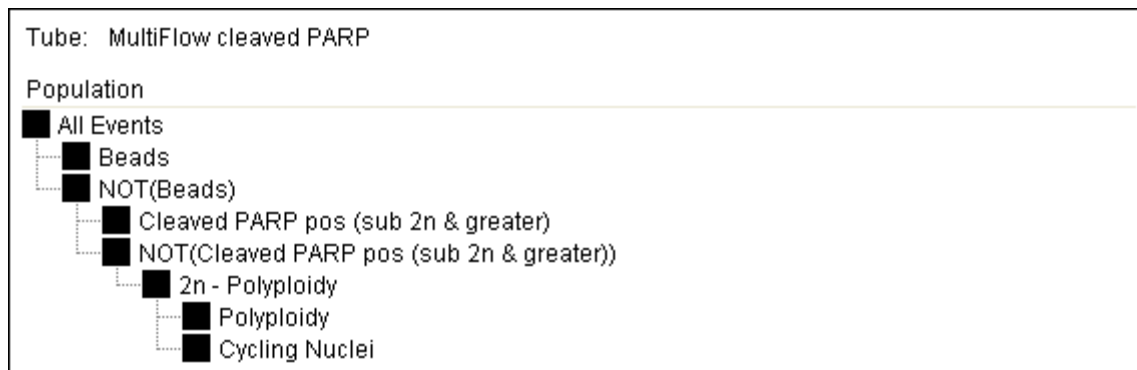 Tube: MultiFlow cleaved PARP
Population
All Events
Beads
NOT(Beads)
Cleaved PARP pos (sub 2n & greater)
NOT(Cleaved PARP pos (sub 2n & greater))
2n - Polyploidy
Polyploidy
Cycling Nuclei